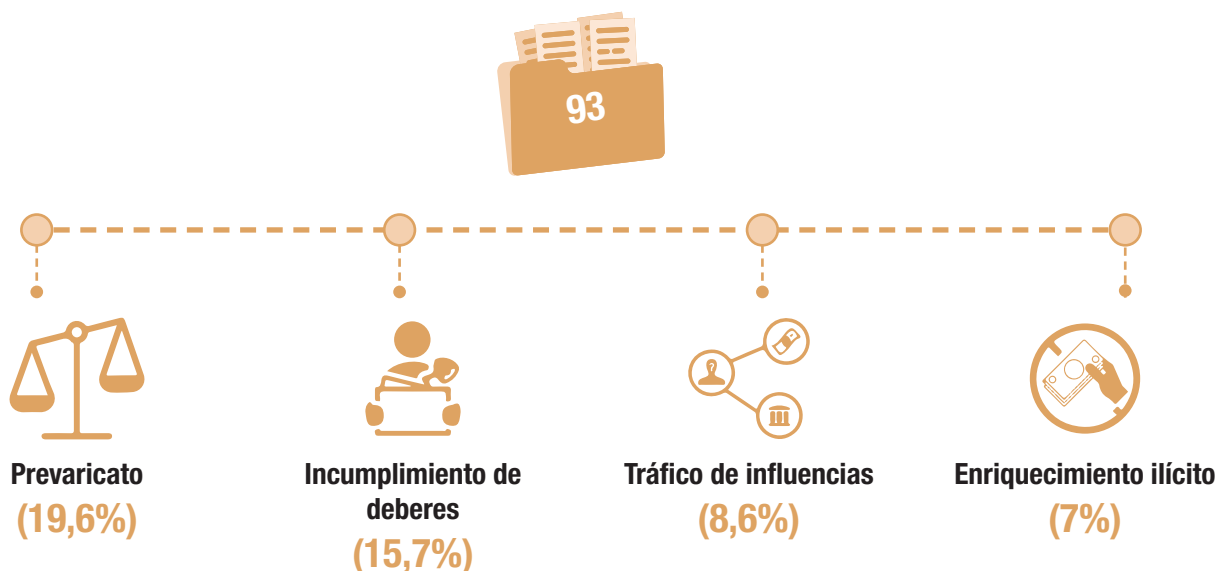 93
Prevaricato
(19,6%)
Incumplimiento de
deberes
(15,7%)
Tráfico de influencias
(8,6%)
Enriquecimiento ilícito
(7%)